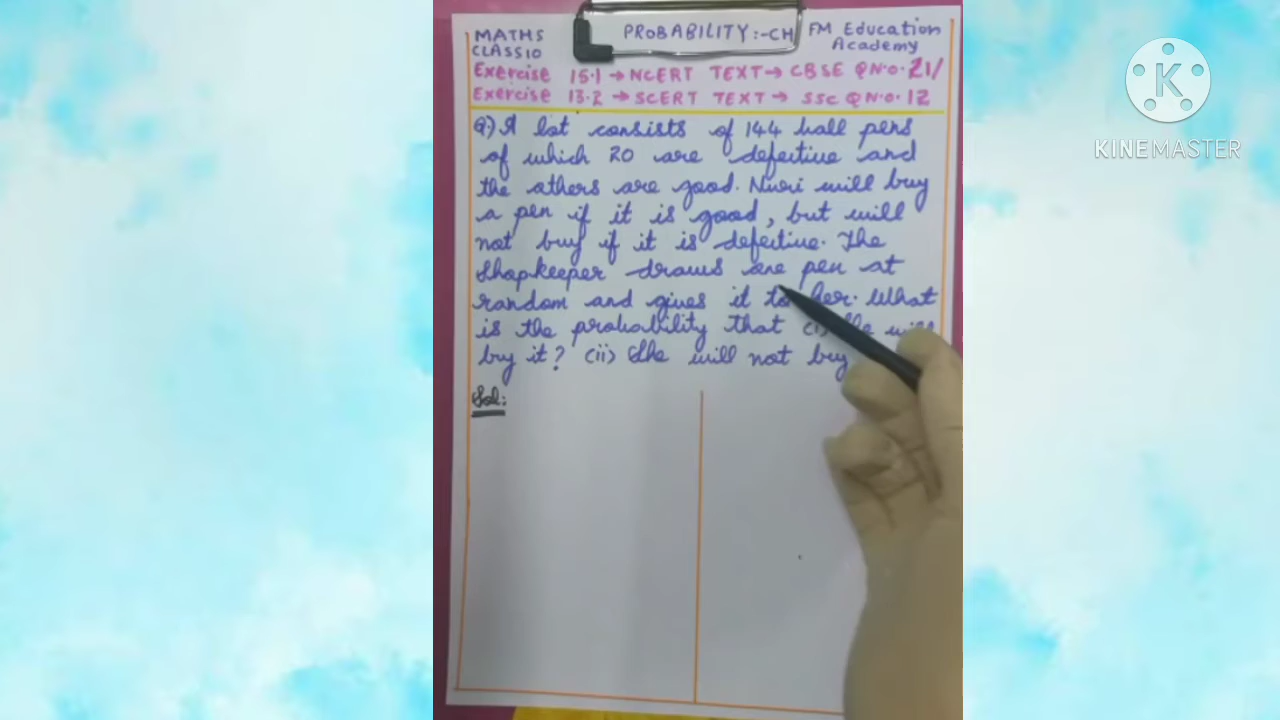 MATHS
CLASS10
PROBABILITY:-CH
FM Education
Academy
Exercise 15.1→NCERT TEXT→ CBSE QN.O.21/
Exercise 13.2→SCERT TEXT→ SSC QN.O.12
Q.) A lot consists of 144 ball pens
of which 20 are defective and
the others are good. Nuri will buy
a pen if it is good, but will
not buy if it is defective. The
shopkeeper draws one pen at
random and gives it to her. What
is the probability that (i) She will
buy it? (ii) She will not buy
Sol:
K
KINEMASTER